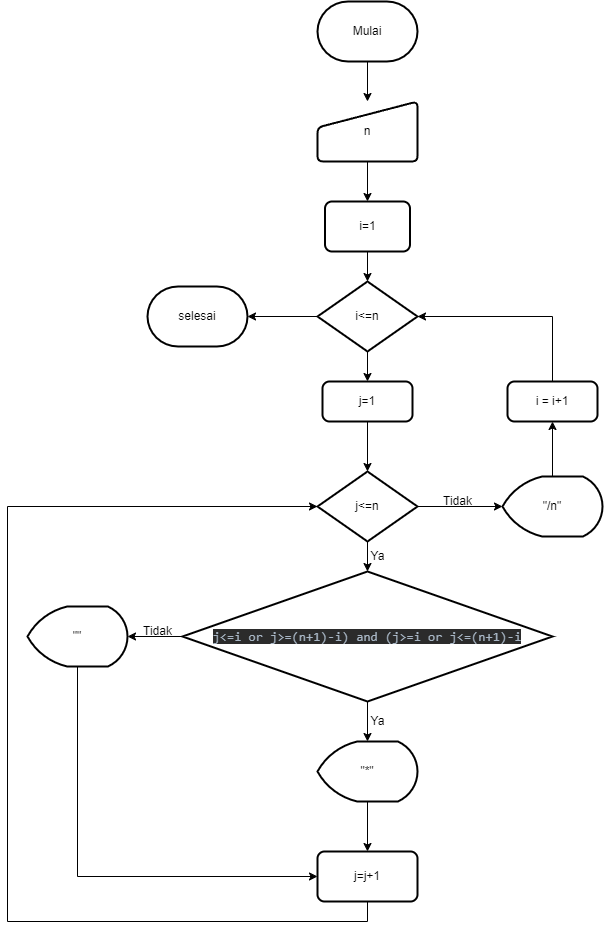 Mulai
n
i=1
i<=n
selesai
j=1
i = i+1
j<=n
Tidak
"/n"
Ya
j<=i or j>=(n+1)-i) and (j>=i or j<=(n+1)-i
Tidak
""
Ya
"*"
j=j+1